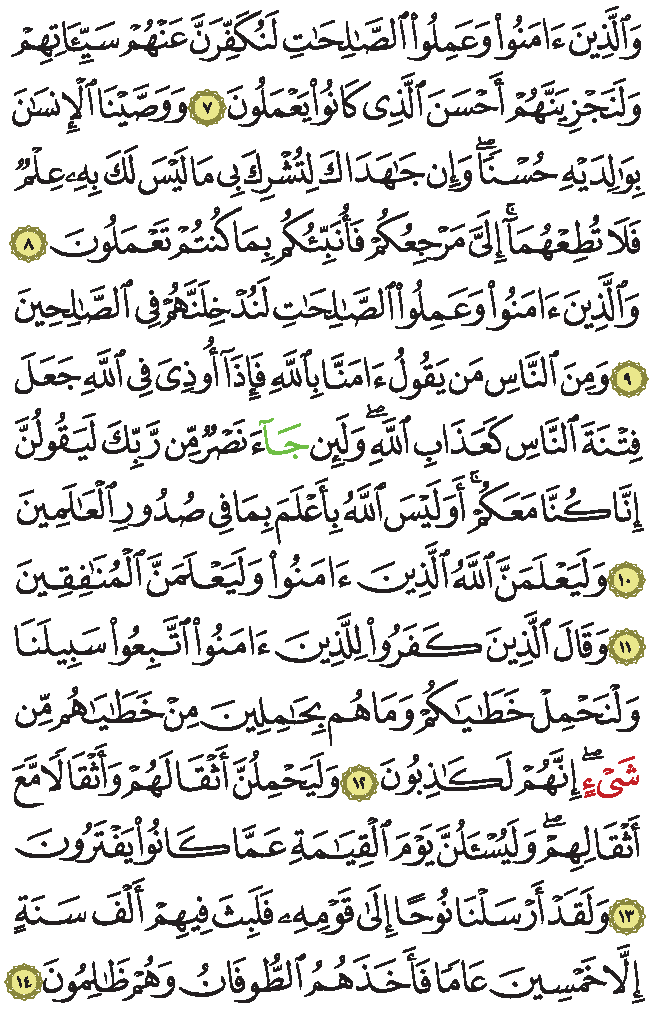 وَٱلَّذِينَ ءَامَنُوا۟ وَعَمِلُوا۟ ٱلصَّـٰلِحَـٰتِ لَنُكَفِّرَنَّ عَنْهُمْ سَيِّـَٔاتِهِمْ
وَلَنَجْزِيَنَّهُمْ أَحْسَنَ ٱلَّذِى كَانُوا۟ يَعْمَلُونَ ٧ وَوَصَّيْنَا ٱلْإِنسَـٰنَ
بِوَٰلِدَيْهِ حُسْنًا ۖ وَإِن جَـٰهَدَاكَ لِتُشْرِكَ بِى مَا لَيْسَ لَكَ بِهِۦ عِلْمٌ
فَلَا تُطِعْهُمَآ ۚ إِلَىَّ مَرْجِعُكُمْ فَأُنَبِّئُكُم بِمَا كُنتُمْ تَعْمَلُونَ ٨
وَٱلَّذِينَ ءَامَنُوا۟ وَعَمِلُوا۟ ٱلصَّـٰلِحَـٰتِ لَنُدْخِلَنَّهُمْ فِى ٱلصَّـٰلِحِينَ
٩ وَمِنَ ٱلنَّاسِ مَن يَقُولُ ءَامَنَّا بِٱللَّهِ فَإِذَآ أُوذِىَ فِى ٱللَّهِ جَعَلَ
فِتْنَةَ ٱلنَّاسِ كَعَذَابِ ٱللَّهِ ۖ وَلَئِن جَآءَ نَصْرٌ مِّن رَّبِّكَ لَيَقُولُنَّ
إِنَّا كُنَّا مَعَكُمْ ۚ أَوَلَيْسَ ٱللَّهُ بِأَعْلَمَ بِمَا فِى صُدُورِ ٱلْعَـٰلَمِينَ
١٠ وَلَيَعْلَمَنَّ ٱللَّهُ ٱلَّذِينَ ءَامَنُوا۟ وَلَيَعْلَمَنَّ ٱلْمُنَـٰفِقِينَ
١١ وَقَالَ ٱلَّذِينَ كَفَرُوا۟ لِلَّذِينَ ءَامَنُوا۟ ٱتَّبِعُوا۟ سَبِيلَنَا
وَلْنَحْمِلْ خَطَـٰيَـٰكُمْ وَمَا هُم بِحَـٰمِلِينَ مِنْ خَطَـٰيَـٰهُم مِّن
شَىْءٍ ۖ إِنَّهُمْ لَكَـٰذِبُونَ ١٢ وَلَيَحْمِلُنَّ أَثْقَالَهُمْ وَأَثْقَالًا مَّعَ
أَثْقَالِهِمْ ۖ وَلَيُسْـَٔلُنَّ يَوْمَ ٱلْقِيَـٰمَةِ عَمَّا كَانُوا۟ يَفْتَرُونَ
١٣ وَلَقَدْ أَرْسَلْنَا نُوحًا إِلَىٰ قَوْمِهِۦ فَلَبِثَ فِيهِمْ أَلْفَ سَنَةٍ
إِلَّا خَمْسِينَ عَامًا فَأَخَذَهُمُ ٱلطُّوفَانُ وَهُمْ ظَـٰلِمُونَ ١٤